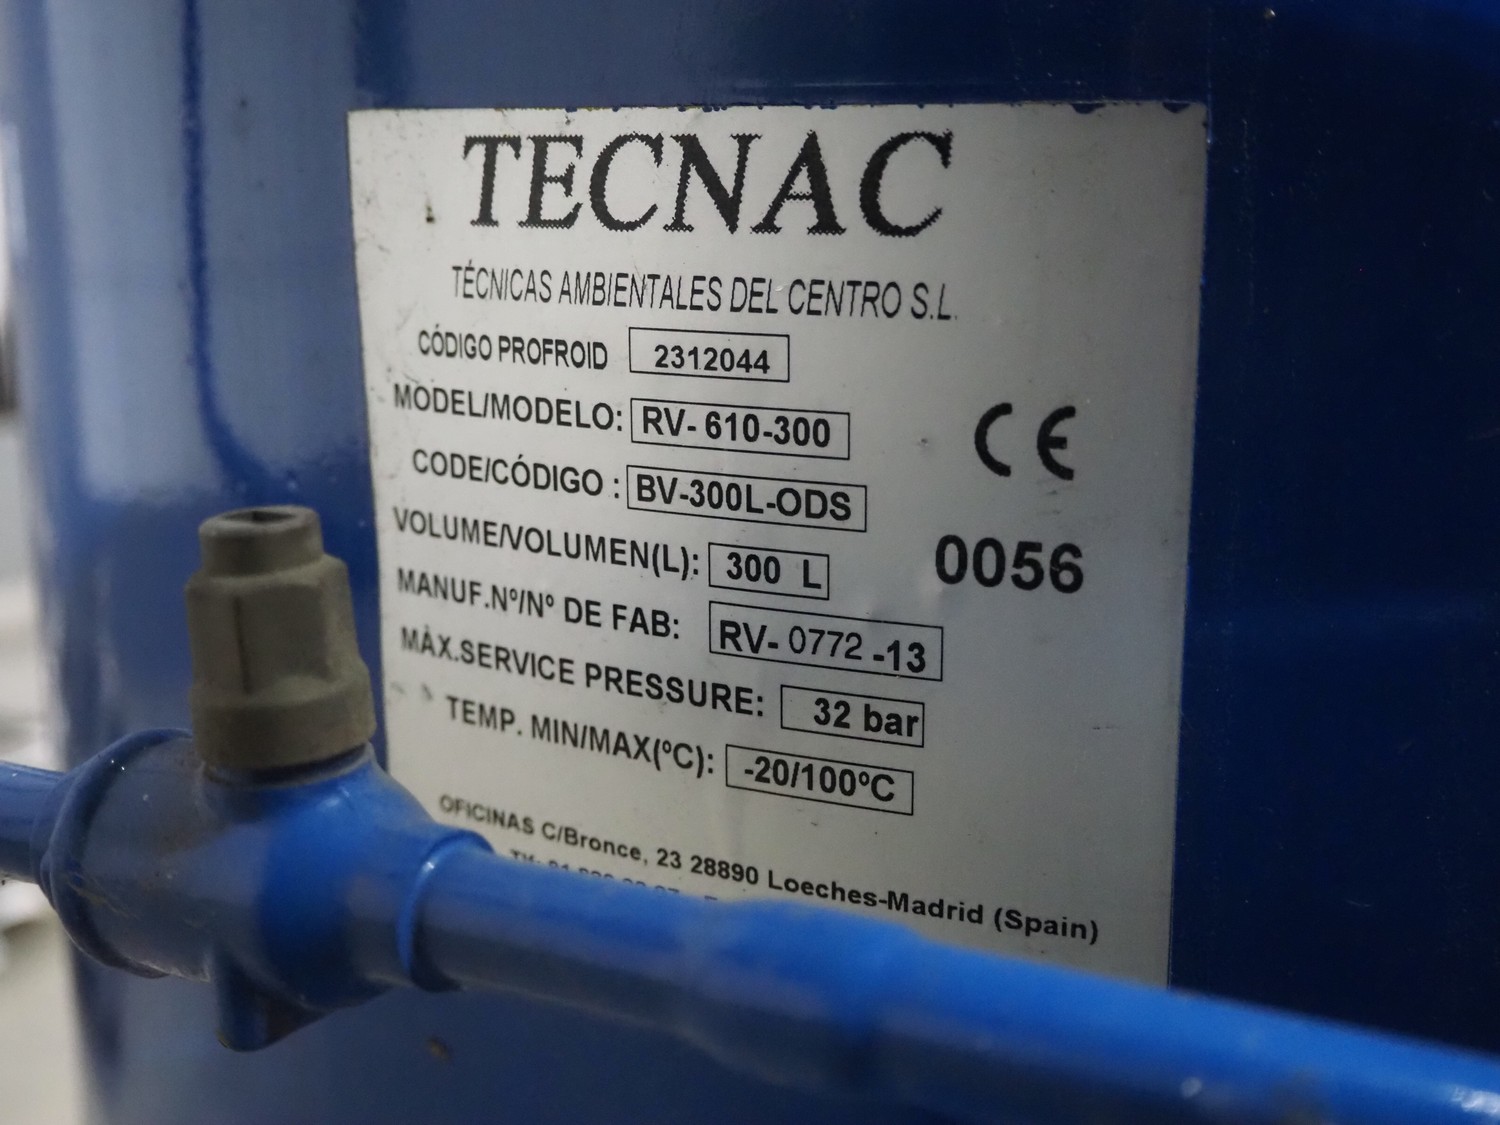 TECNAC
TÉCNICAS AMBIENTALES DEL CENTRO S.L.
CÓDIGO PROFROID 2312044
MODEL/MODELO: RV- 610-300
CODE/CÓDIGO : BV-300L-ODS
VOLUME/VOLUMEN(L): 300 L
MANUF.Nº/Nº DE FAB: RV- 0772 -13
MÀX.SERVICE PRESSURE: 32 bar
TEMP. MIN/MAX(ºC): -20/100ºC
CE
0056
OFICINAS C/Bronce, 23 28890 Loeches-Madrid (Spain)